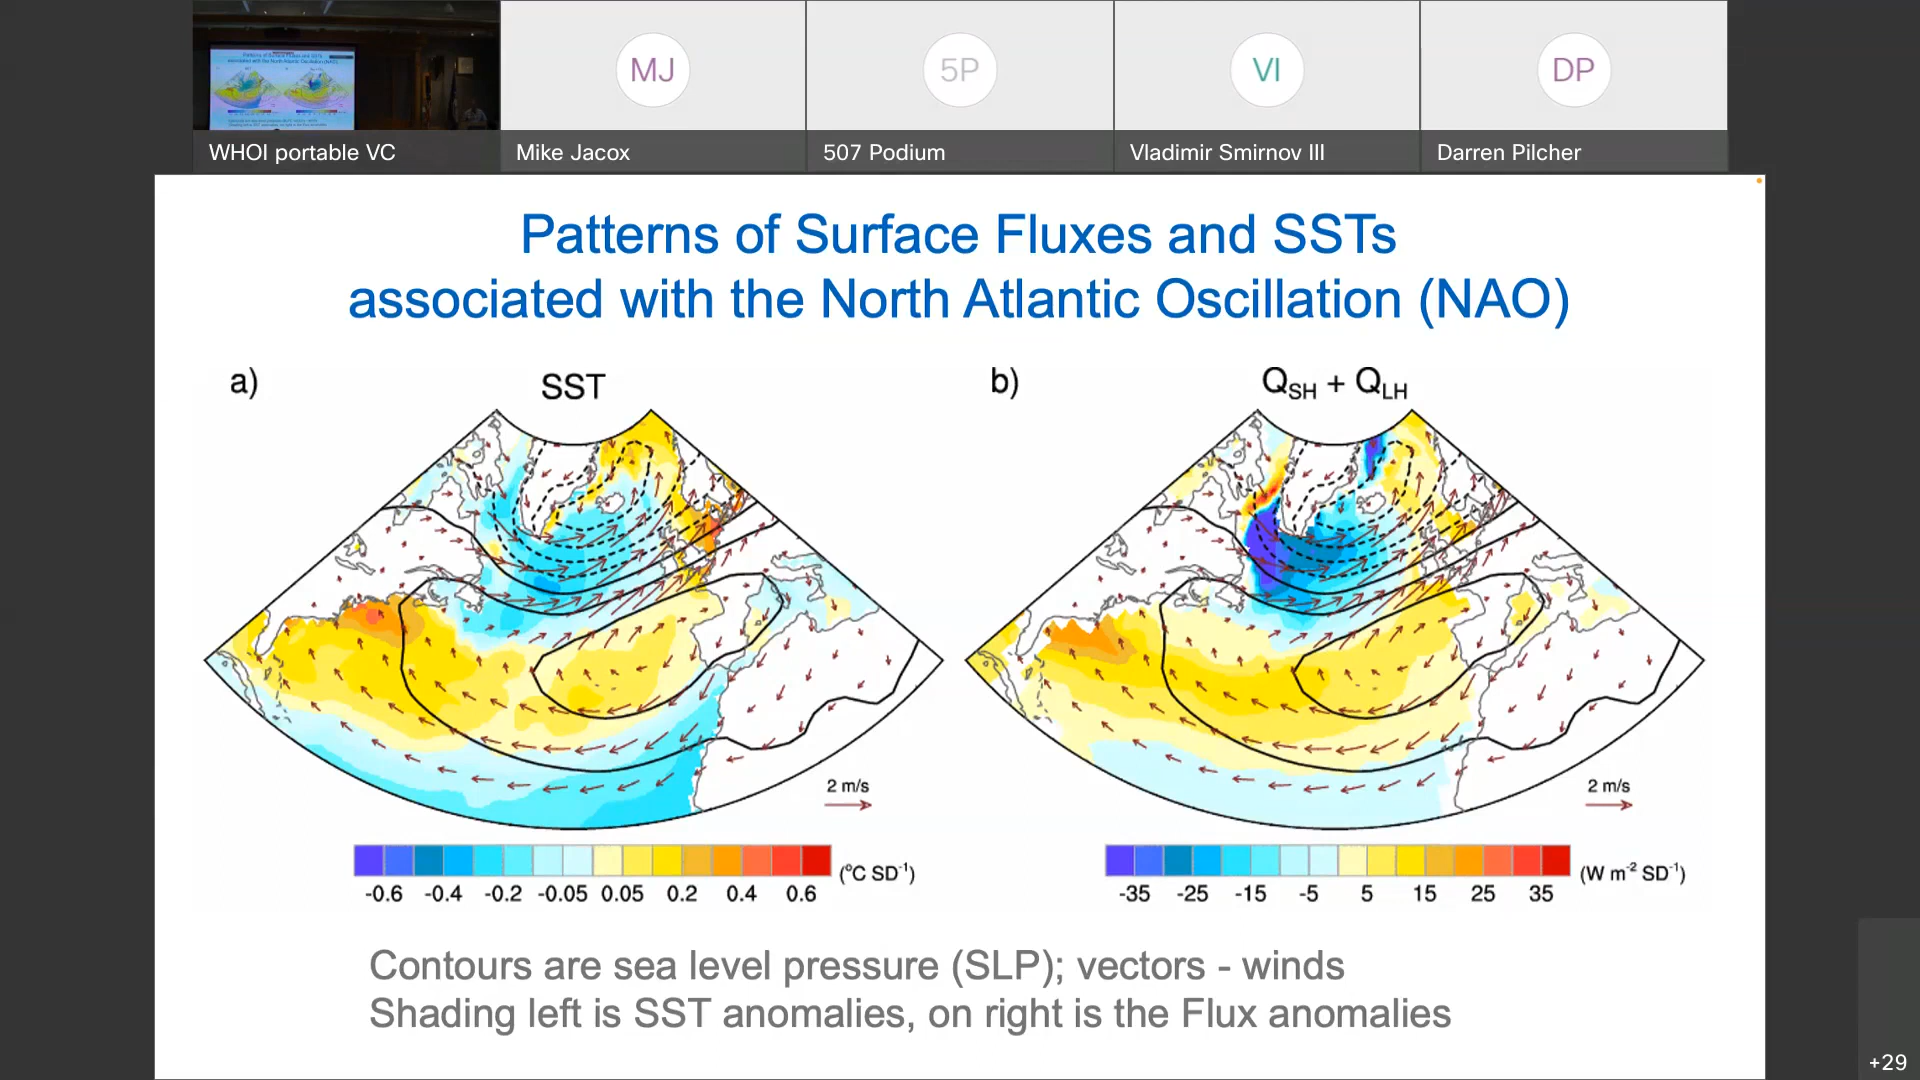 MJ
5P
VI
DP
WHOI portable VC
Mike Jacox
507 Podium
Vladimir Smirnov III
Darren Pilcher
Patterns of Surface Fluxes and SSTs
associated with the North Atlantic Oscillation (NAO)
a)
SST
b)
QSH + QLH
2 m/s
2 m/s
-0.6 -0.4 -0.2 -0.05 0.05 0.2 0.4 0.6
(°C SD⁻¹)
-35 -25 -15 -5 5 15 25 35
(W m⁻² SD⁻¹)
Contours are sea level pressure (SLP); vectors - winds
Shading left is SST anomalies, on right is the Flux anomalies
+29